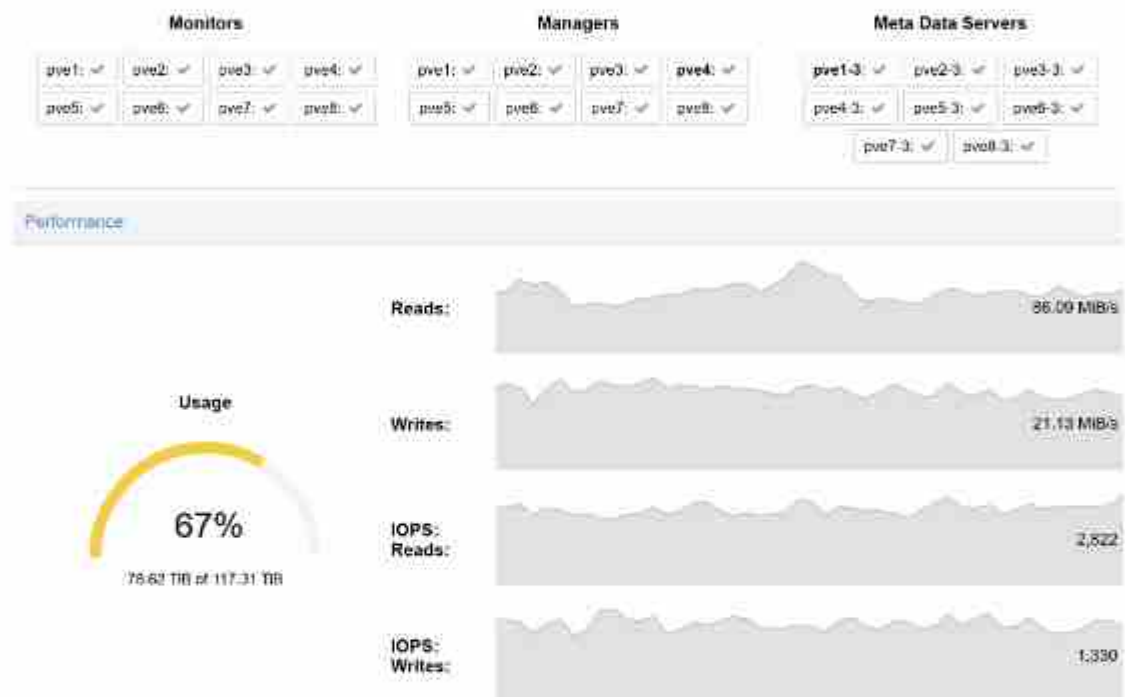 Monitors
Managers
Meta Data Servers
pve1: pve2: pve3: pve4:
pve5: pve6: pve7: pve8:
pve1: pve2: pve3: pve4:
pve5: pve6: pve7: pve8:
pve1-3: pve2-3: pve3-3:
pve4-3: pve5-3: pve6-3:
pve7-3: pve8-3:
Performance
Usage
67%
78.62 TiB of 117.31 TiB
Reads:
86.09 MiB/s
Writes:
21.13 MiB/s
IOPS:
Reads:
2,822
IOPS:
Writes:
1,330